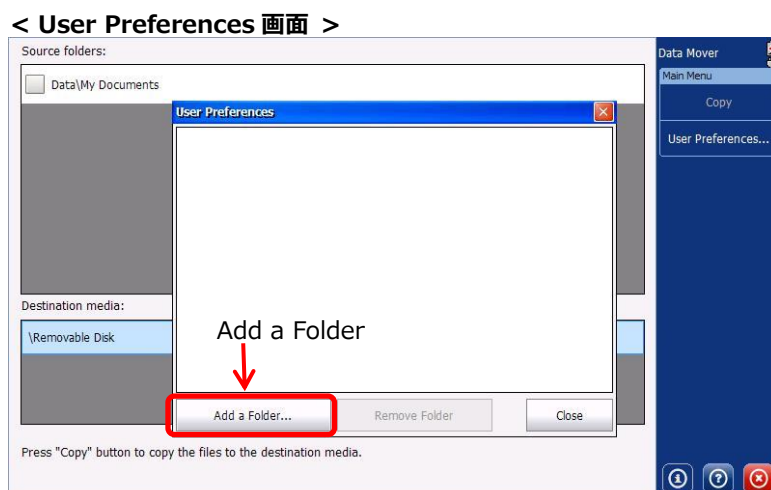 < User Preferences 画面 >
Source folders:
Data\My Documents
User Preferences
Add a Folder
Add a Folder...
Remove Folder
Close
Destination media:
\Removable Disk
Press "Copy" button to copy the files to the destination media.
Data Mover
Main Menu
Copy
User Preferences...